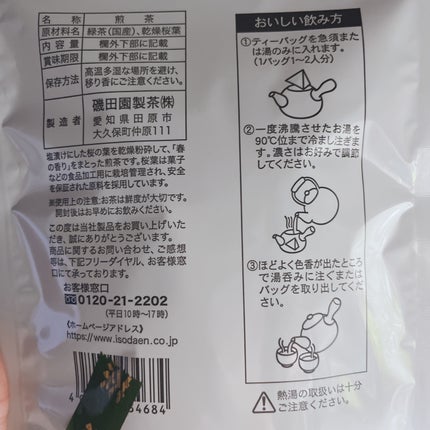 名称 煎茶
原材料名 緑茶(国産)、乾燥桜葉
内容量 欄外下部に記載
賞味期限 欄外下部に記載
保存方法 高温多湿な場所を避け、
移り香にご注意ください。
製造者 磯田園製茶㈱
愛知県田原市
大久保町仲原111
塩漬けにした桜の葉を乾燥粉砕して、「春
の香り」をまとった煎茶です。桜葉は菓子
などの食品加工用に栽培管理され、安全
を保証された原料を採用しています。
※使用上の注意:お茶は鮮度が大切です。
開封後はお早めにお飲みください。
この度は当社製品をお買い上げいた
だき、誠にありがとうございます。
商品に関するお問い合わせ、ご感想
等は、下記フリーダイヤル、お客様窓
口にて承っております。
お客様窓口
0120-21-2202
(平日10時~17時)
《ホームページアドレス》
https://www.isodaen.co.jp
4684
おいしい飲み方
①ティーバッグを急須または湯のみに入れます。
(1バッグ1~2人分)
②一度沸騰させたお湯を
90℃位まで冷まし注ぎま
す。濃さはお好みで調節
してください。
③ほどよく色香が出たところ
で湯呑みに注ぐまたは
バッグを取り出してくだ
さい。
熱湯の取扱いは十分
ご注意ください。